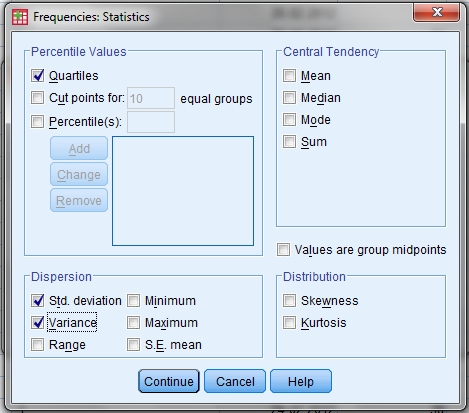 Frequencies: Statistics
Percentile Values
Quartiles
Cut points for: 10 equal groups
Percentile(s):
Add
Change
Remove
Central Tendency
Mean
Median
Mode
Sum
Values are group midpoints
Dispersion
Std. deviation Minimum
Variance Maximum
Range S.E. mean
Distribution
Skewness
Kurtosis
Continue Cancel Help